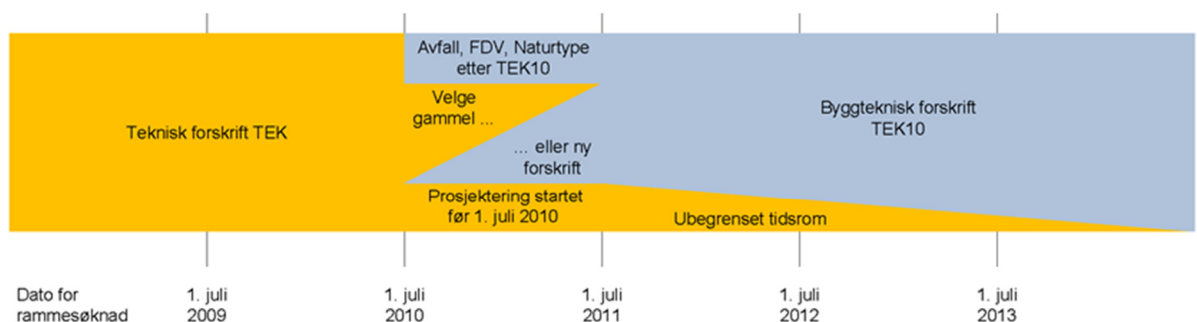 Avfall, FDV, Naturtype
etter TEK10
Velge
gammel ...
Teknisk forskrift TEK
Byggteknisk forskrift
TEK10
... eller ny
forskrift
Prosjektering startet
før 1. juli 2010
Ubegrenset tidsrom
Dato for
rammesøknad
1. juli
2009
1. juli
2010
1. juli
2011
1. juli
2012
1. juli
2013